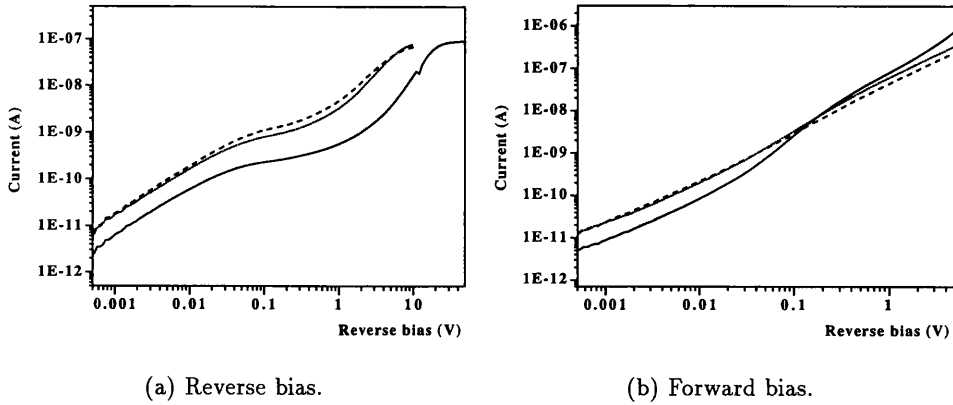 1E-07
1E-08
1E-09
1E-10
1E-11
1E-12
Current (A)
0.001
0.01
0.1
1
10
Reverse bias (V)
(a) Reverse bias.
1E-06
1E-07
1E-08
1E-09
1E-10
1E-11
1E-12
Current (A)
0.001
0.01
0.1
1
Reverse bias (V)
(b) Forward bias.